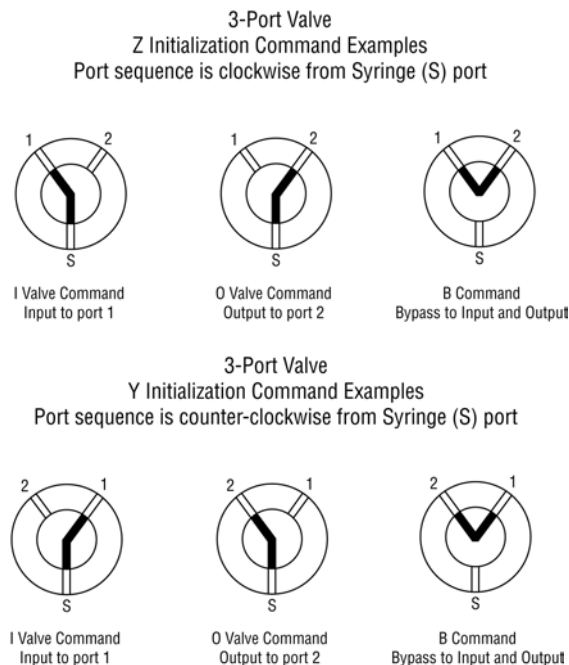 3-Port Valve
Z Initialization Command Examples
Port sequence is clockwise from Syringe (S) port
1 2 1 2 1 2
S S S
I Valve Command O Valve Command B Command
Input to port 1 Output to port 2 Bypass to Input and Output
3-Port Valve
Y Initialization Command Examples
Port sequence is counter-clockwise from Syringe (S) port
2 1 2 1 2 1
S S S
I Valve Command O Valve Command B Command
Input to port 1 Output to port 2 Bypass to Input and Output